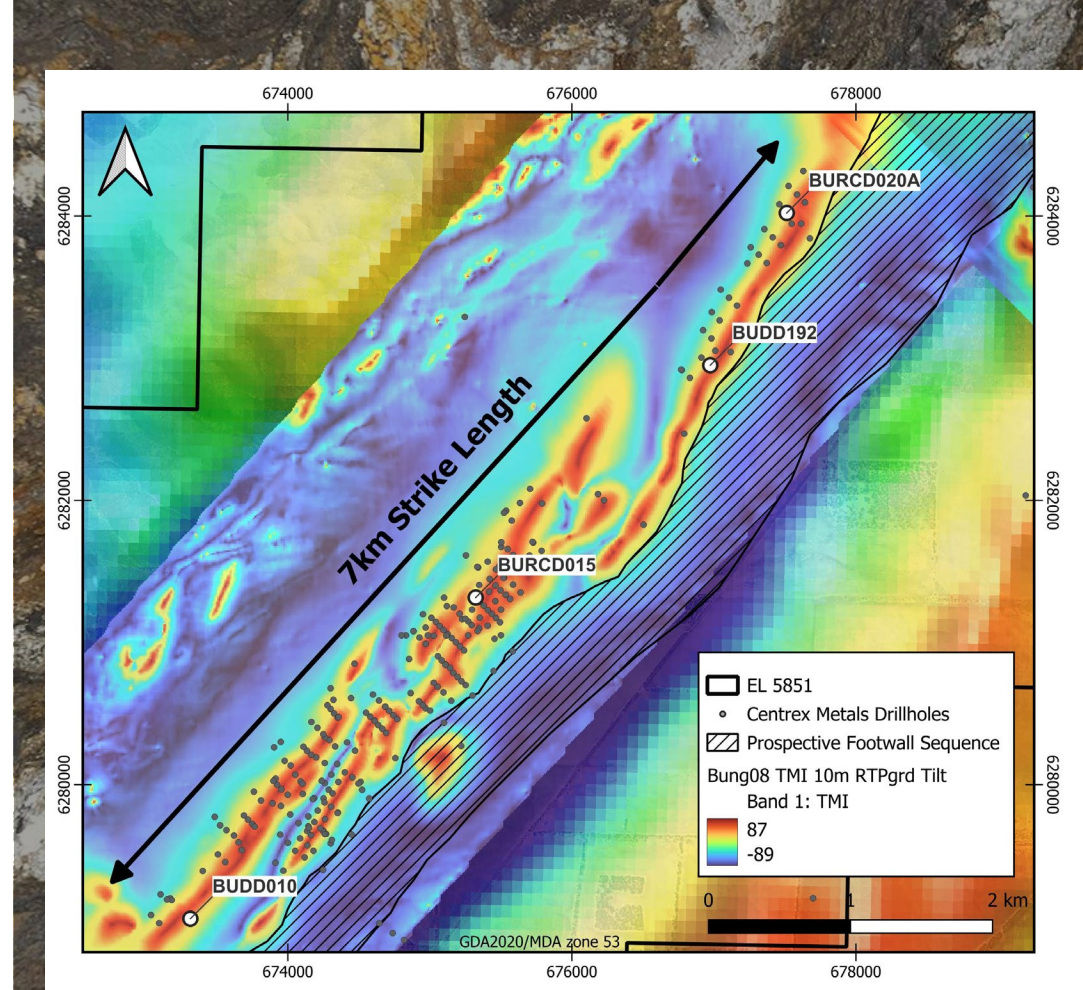 674000
676000
678000
BURCD020A
6284000
6284000
BUDD192
7km Strike Length
6282000
6282000
BURCD015
EL 5851
Centrex Metals Drillholes
Prospective Footwall Sequence
Bung08 TMI 10m RTPgrd Tilt
Band 1: TMI
87
-89
6280000
6280000
BUDD010
0 1 2 km
GDA2020/MDA zone 53
674000
676000
678000